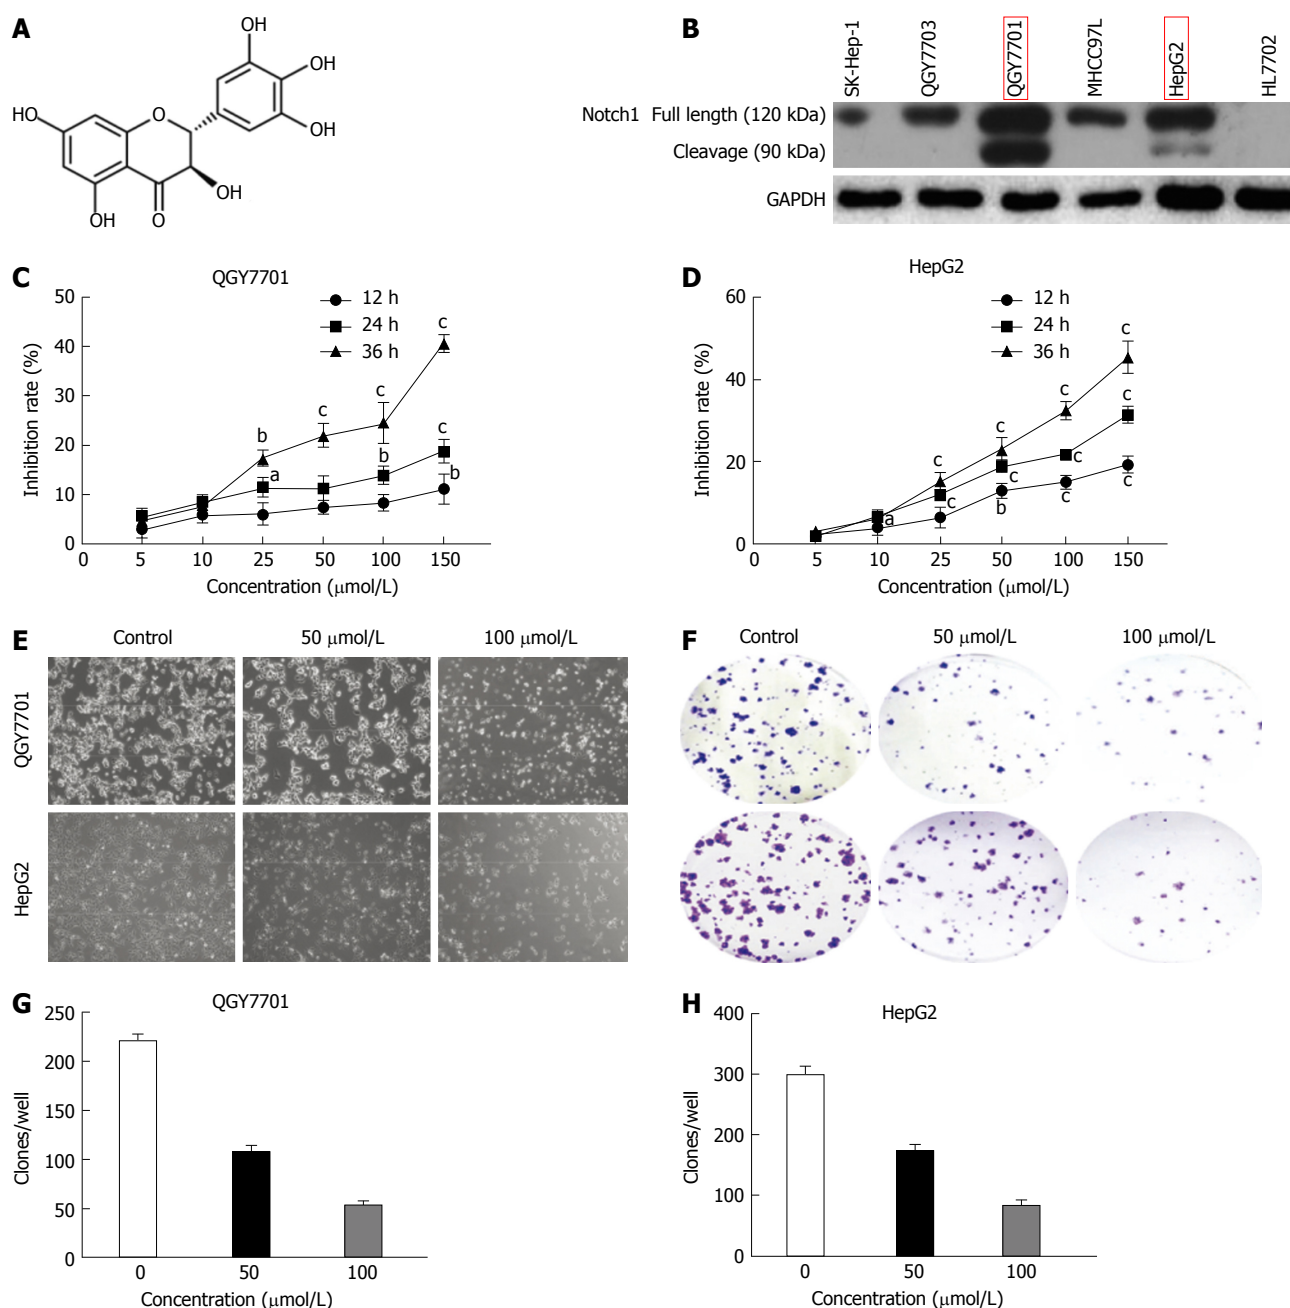 A
OH
OH
HO
O
OH
OH
OH
O
B
SK-Hep-1
QGY7703
QGY7701
MHCC97L
HepG2
HL7702
Notch1 Full length (120 kDa)
Cleavage (90 kDa)
GAPDH
C
QGY7701
12 h
24 h
36 h
Inhibition rate (%)
50
40
30
20
10
0
0 5 10 25 50 100 150
Concentration (μmol/L)
b
a
c
c
b
c
c
b
D
HepG2
12 h
24 h
36 h
Inhibition rate (%)
60
40
20
0
0 5 10 25 50 100 150
Concentration (μmol/L)
a
c
c
c
c
b
c
c
c
c
c
c
E
Control 50 μmol/L 100 μmol/L
QGY7701
HepG2
F
Control 50 μmol/L 100 μmol/L
G
QGY7701
Clones/well
250
200
150
100
50
0
0 50 100
Concentration (μmol/L)
H
HepG2
Clones/well
400
300
200
100
0
0 50 100
Concentration (μmol/L)